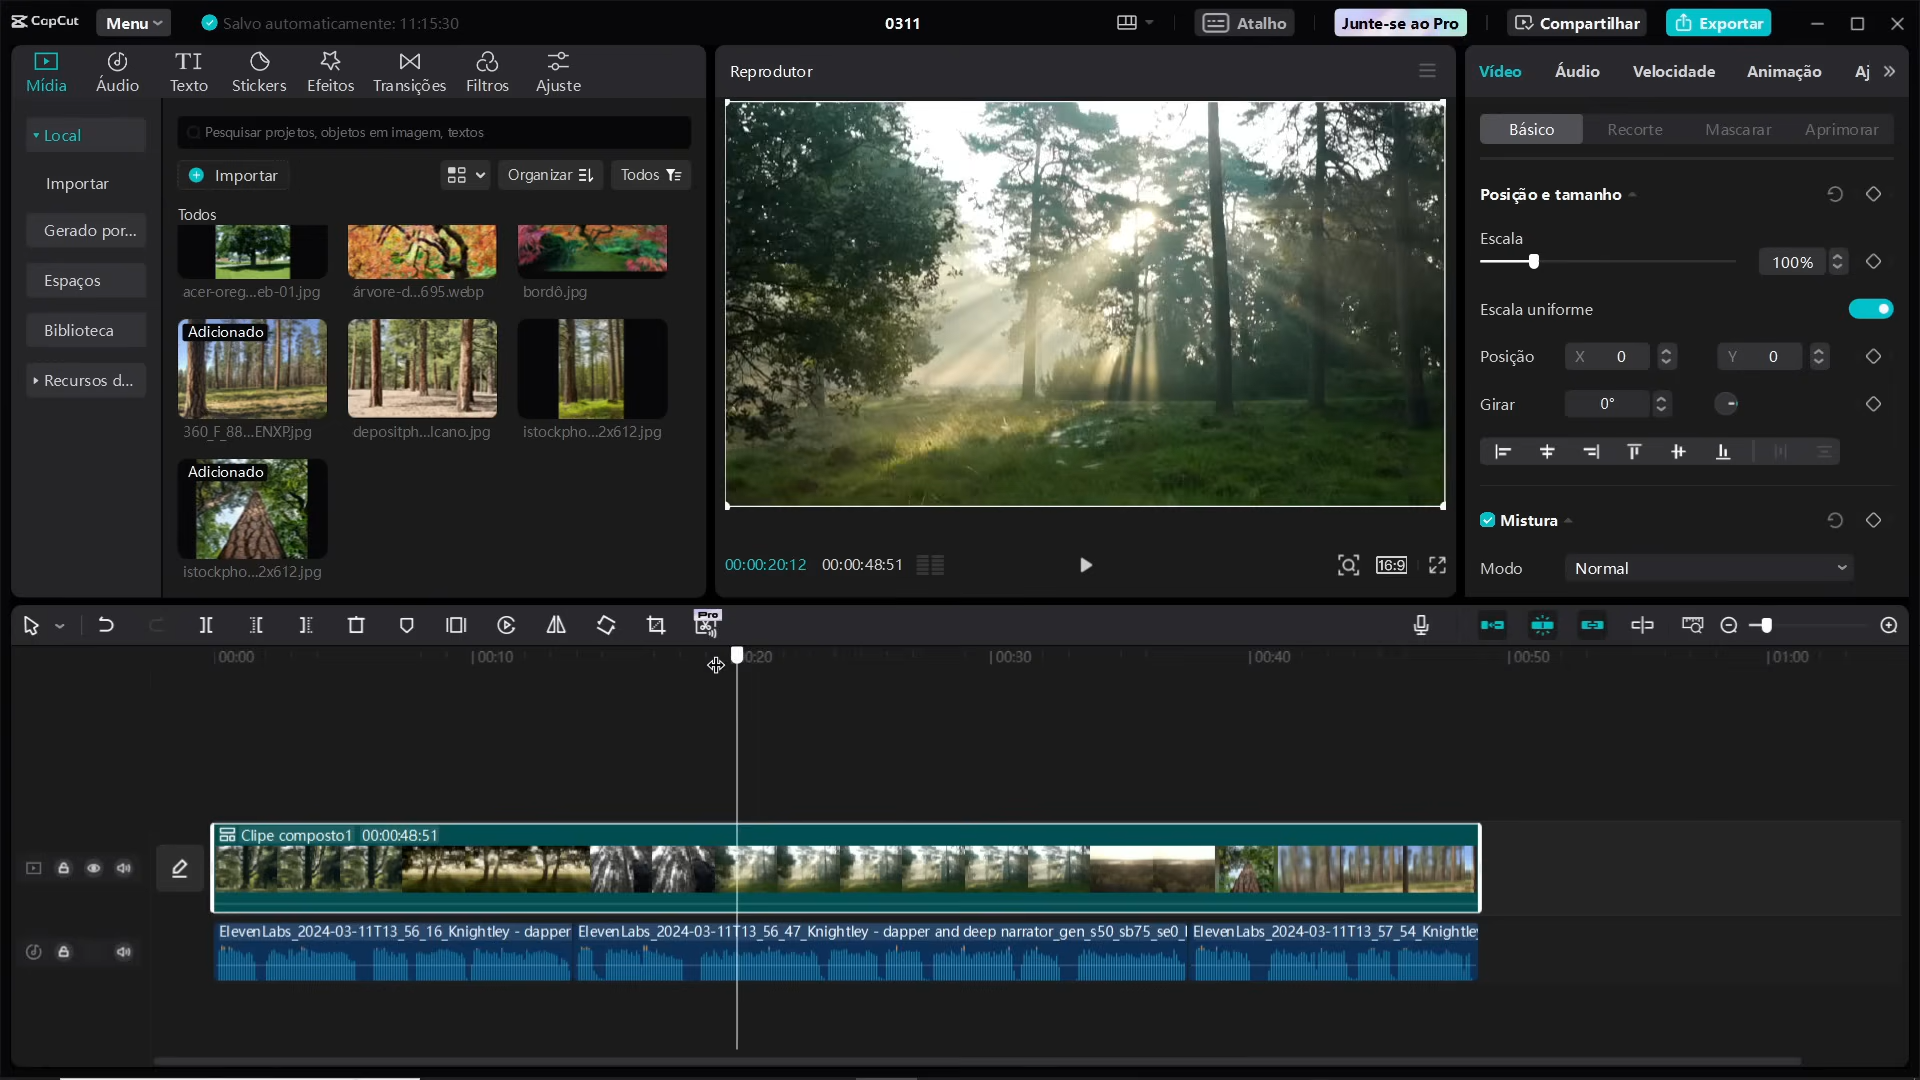 CapCut
Menu
Salvo automaticamente: 11:15:30
0311
Atalho
Junte-se ao Pro
Compartilhar
Exportar
Mídia
Áudio
Texto
Stickers
Efeitos
Transições
Filtros
Ajuste
Local
Importar
Gerado por...
Espaços
Biblioteca
Recursos d...
Pesquisar projetos, objetos em imagem, textos
Importar
Organizar
Todos
Todos
acer-oreg...eb-01.jpg
árvore-d...695.webp
bordô.jpg
Adicionado
360_F_88...ENXP.jpg
depositph...lcano.jpg
istockpho...2x612.jpg
Adicionado
istockpho...2x612.jpg
Reprodutor
00:00:20:12
00:00:48:51
16:9
Vídeo
Áudio
Velocidade
Animação
Aj
Básico
Recorte
Mascarar
Aprimorar
Posição e tamanho
Escala
100%
Escala uniforme
Posição
X 0
Y 0
Girar
0°
Mistura
Modo
Normal
Pro
00:00
00:10
0:20
00:30
00:40
00:50
01:00
Clipe composto1 00:00:48:51
ElevenLabs_2024-03-11T13_56_16_Knightley - dapper
ElevenLabs_2024-03-11T13_56_47_Knightley - dapper and deep narrator_gen_s50_sb75_se0
ElevenLabs_2024-03-11T13_57_54_Knightley